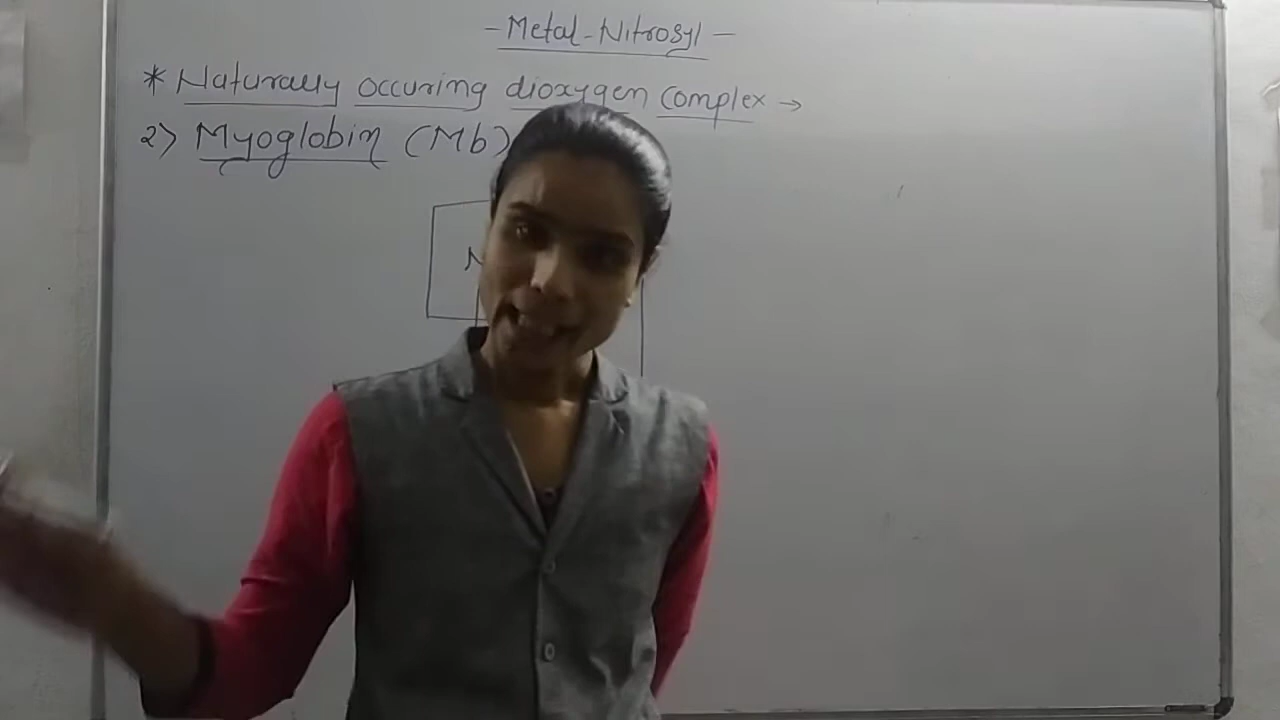 - Metal-Nitrosyl -
* Naturally occuring dioxygen complex →
2> Myoglobin (Mb)
N